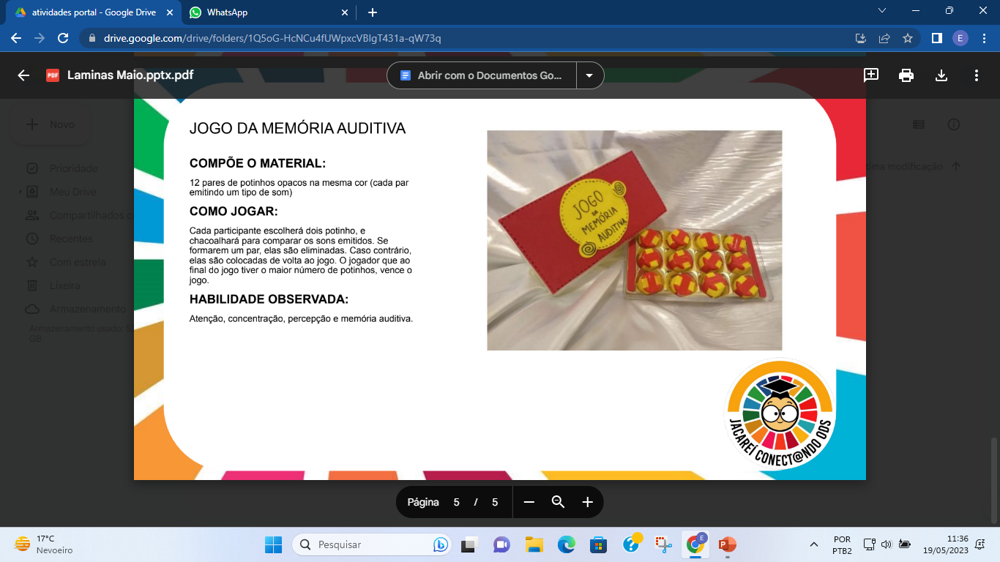 atividades portal - Google Drive
WhatsApp
drive.google.com/drive/folders/1Q5oG-HcNCu4fUWpxcVBIgT431a-qW73q
E
PDF
Laminas Maio.pptx.pdf
Abrir com o Documentos Go...
Novo
Prioridade
Meu Drive
Compartilhados c
Recentes
Com estrela
Lixeira
Armazenamento
Armazenamento usado: 5
GB
tima modificação
JOGO DA MEMÓRIA AUDITIVA
COMPÕE O MATERIAL:
12 pares de potinhos opacos na mesma cor (cada par
emitindo um tipo de som)
COMO JOGAR:
Cada participante escolherá dois potinho, e
chacoalhará para comparar os sons emitidos. Se
formarem um par, elas são eliminadas. Caso contrário,
elas são colocadas de volta ao jogo. O jogador que ao
final do jogo tiver o maior número de potinhos, vence o
jogo.
HABILIDADE OBSERVADA:
Atenção, concentração, percepção e memória auditiva.
JOGO
DA
MEMÓRIA
AUDITIVA
JACAREÍ CONECT@NDO ODS
Página 5 / 5
17°C
Nevoeiro
Pesquisar
E
P
POR
PTB2
11:36
19/05/2023